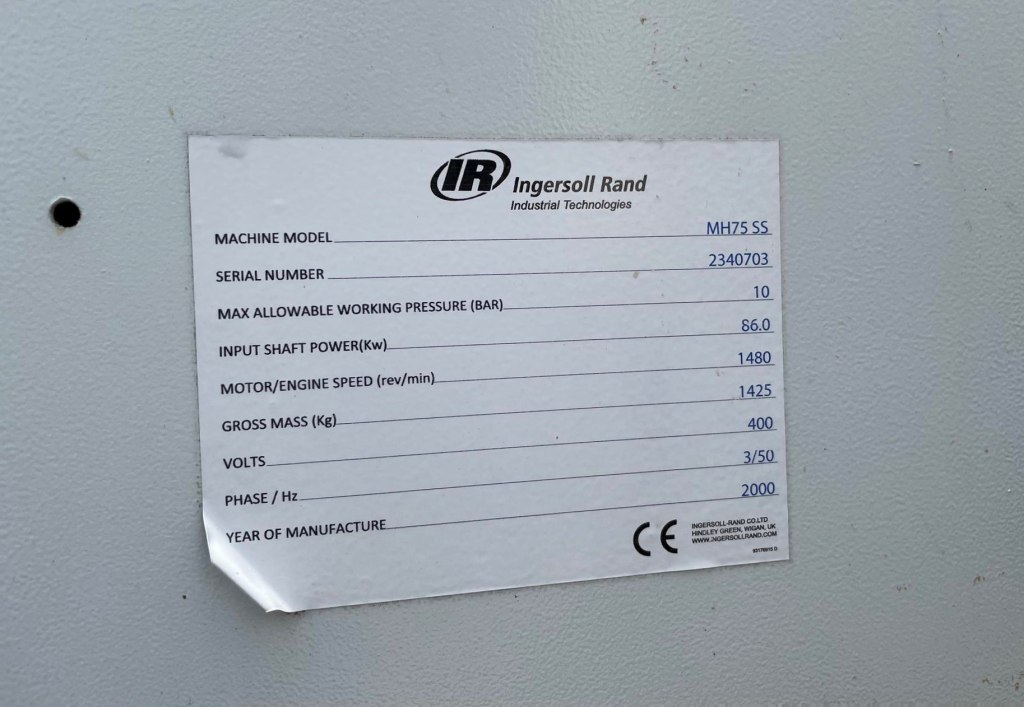 IR Ingersoll Rand
Industrial Technologies
MACHINE MODEL MH75 SS
SERIAL NUMBER 2340703
MAX ALLOWABLE WORKING PRESSURE (BAR) 10
INPUT SHAFT POWER(Kw) 86.0
MOTOR/ENGINE SPEED (rev/min) 1480
GROSS MASS (Kg) 1425
VOLTS 400
PHASE / Hz 3/50
YEAR OF MANUFACTURE 2000
CE
INGERSOLL-RAND CO.LTD
HINDLEY GREEN, WIGAN, UK
WWW.INGERSOLLRAND.COM